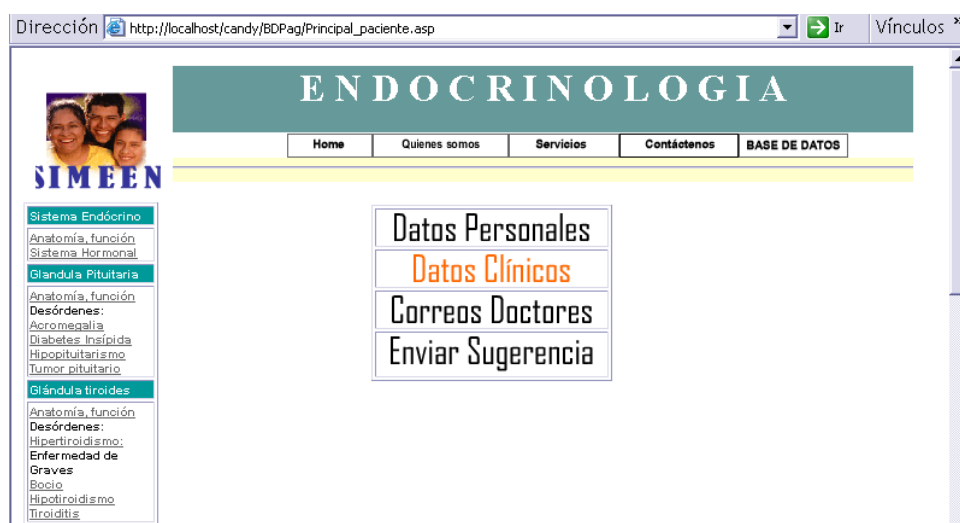 Dirección http://localhost/candy/BDPag/Principal_paciente.asp Ir Vínculos »
ENDOCRINOLOGIA
Home Quienes somos Servicios Contáctenos BASE DE DATOS
SIMEEN
Sistema Endócrino
Anatomía, función
Sistema Hormonal
Glandula Pituitaria
Anatomía, función
Desórdenes:
Acromegalia
Diabetes Insípida
Hipopituitarismo
Tumor pituitario
Glándula tiroides
Anatomía, función
Desórdenes:
Hipertiroidismo:
Enfermedad de
Graves
Bocio
Hipotiroidismo
Tiroiditis
Datos Personales
Datos Clínicos
Correos Doctores
Enviar Sugerencia